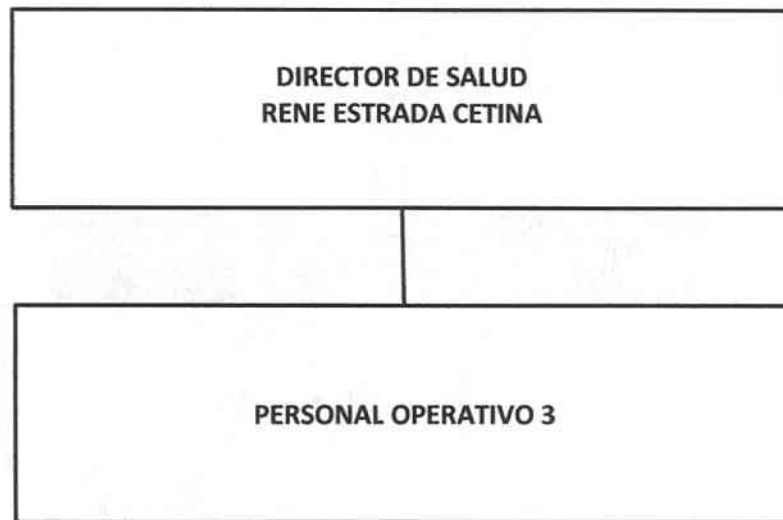 DIRECTOR DE SALUD
RENE ESTRADA CETINA
PERSONAL OPERATIVO 3